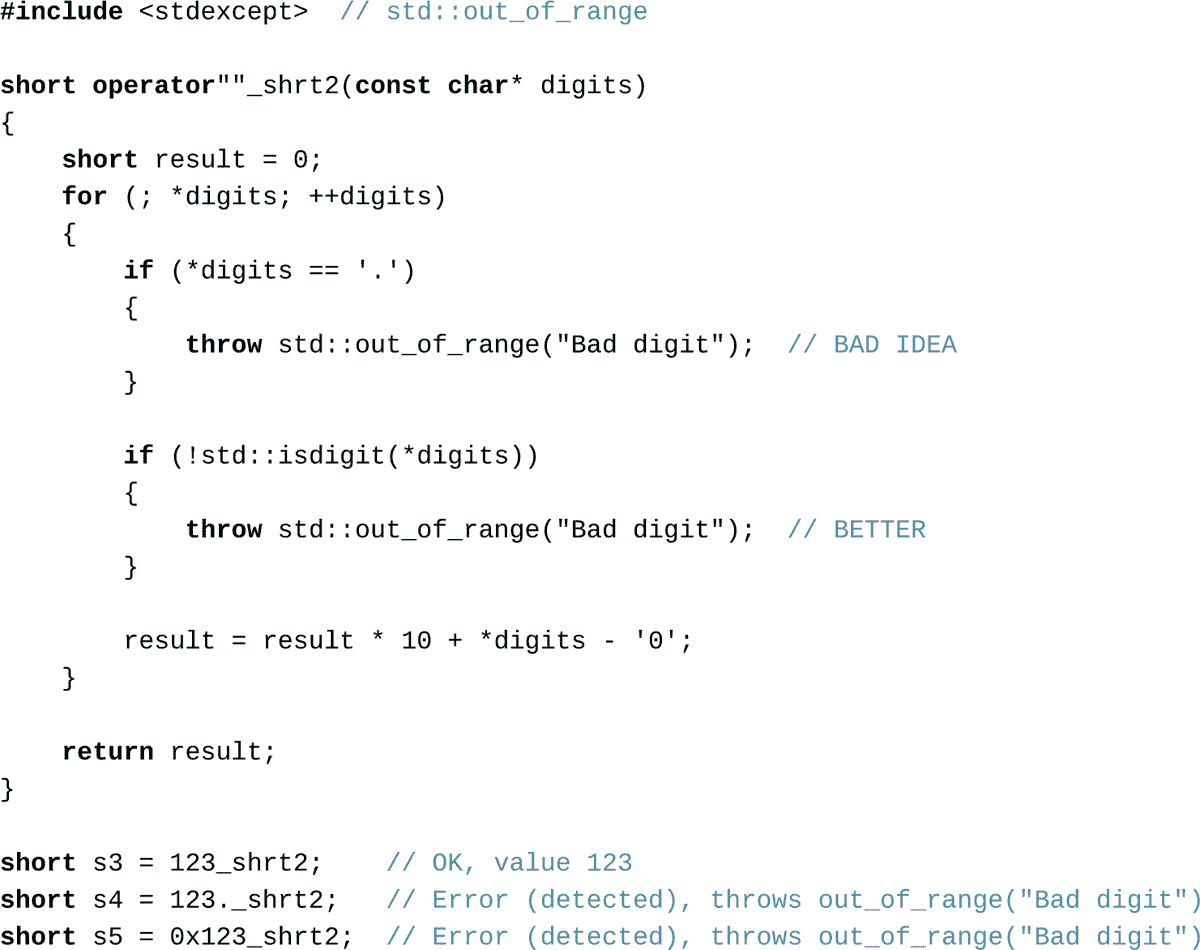 #include <stdexcept>  // std::out_of_range

short operator""_shrt2(const char* digits)
{
    short result = 0;
    for (; *digits; ++digits)
    {
        if (*digits == '.')
        {
            throw std::out_of_range("Bad digit");  // BAD IDEA
        }

        if (!std::isdigit(*digits))
        {
            throw std::out_of_range("Bad digit");  // BETTER
        }

        result = result * 10 + *digits - '0';
    }

    return result;
}

short s3 = 123_shrt2;    // OK, value 123
short s4 = 123._shrt2;   // Error (detected), throws out_of_range("Bad digit")
short s5 = 0x123_shrt2;  // Error (detected), throws out_of_range("Bad digit")